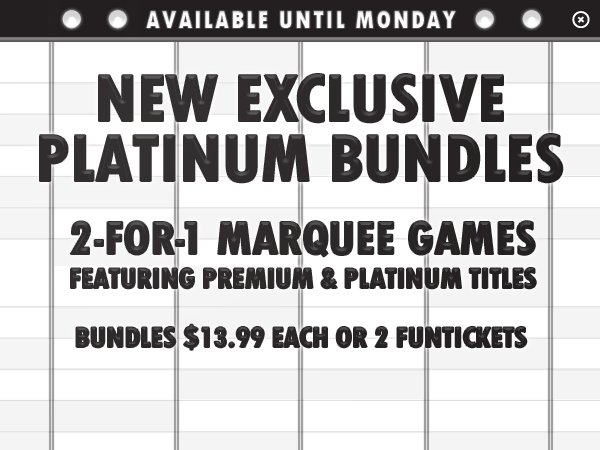 AVAILABLE UNTIL MONDAY
NEW EXCLUSIVE
PLATINUM BUNDLES
2-FOR-1 MARQUEE GAMES
FEATURING PREMIUM & PLATINUM TITLES
BUNDLES $13.99 EACH OR 2 FUNTICKETS